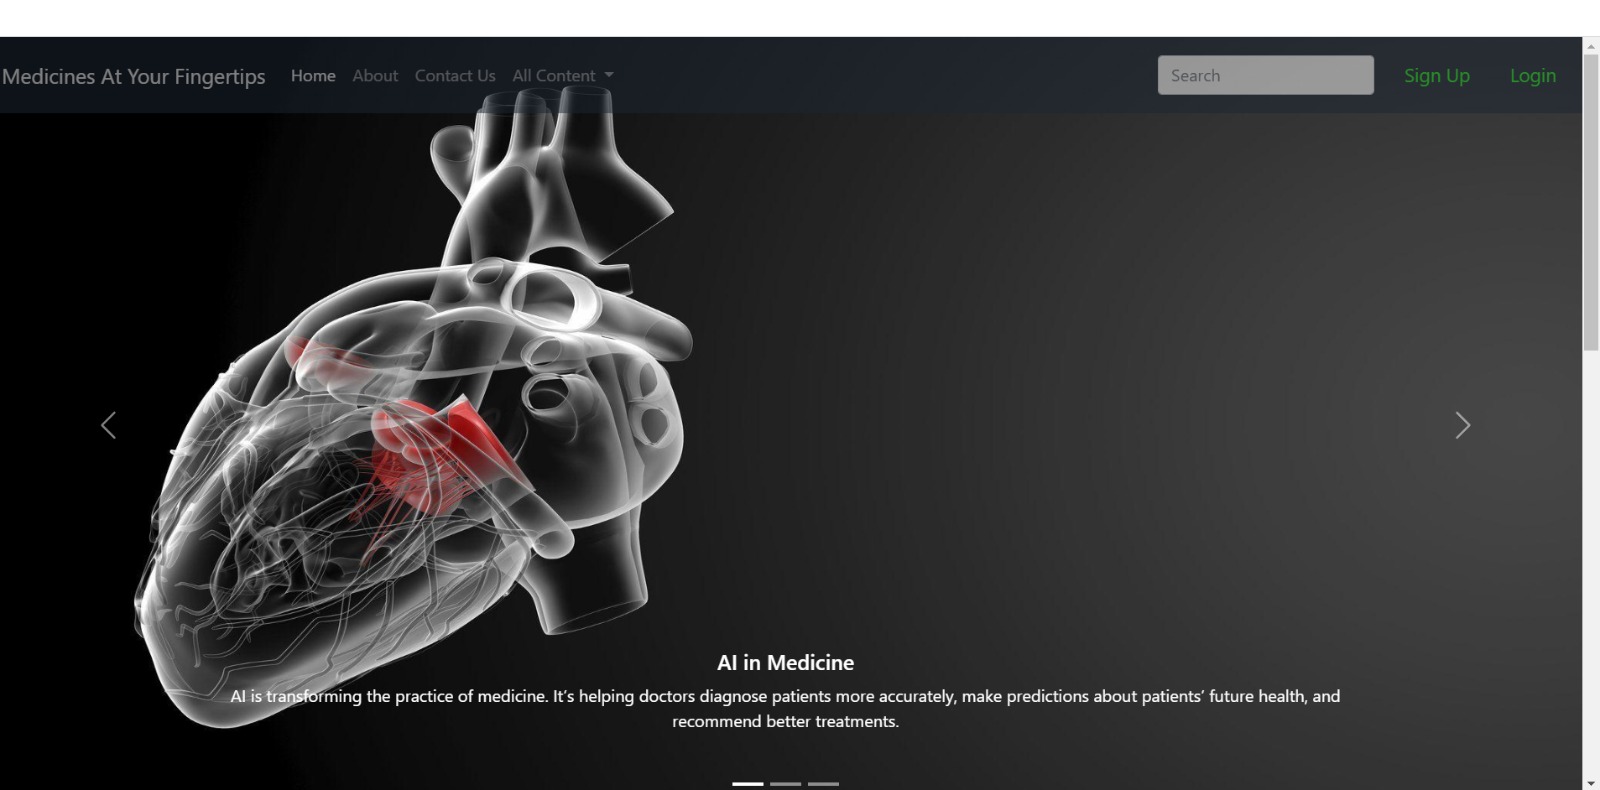 Medicines At Your Fingertips Home About Contact Us All Content Search Sign Up Login
AI in Medicine
AI is transforming the practice of medicine. It’s helping doctors diagnose patients more accurately, make predictions about patients’ future health, and
recommend better treatments.